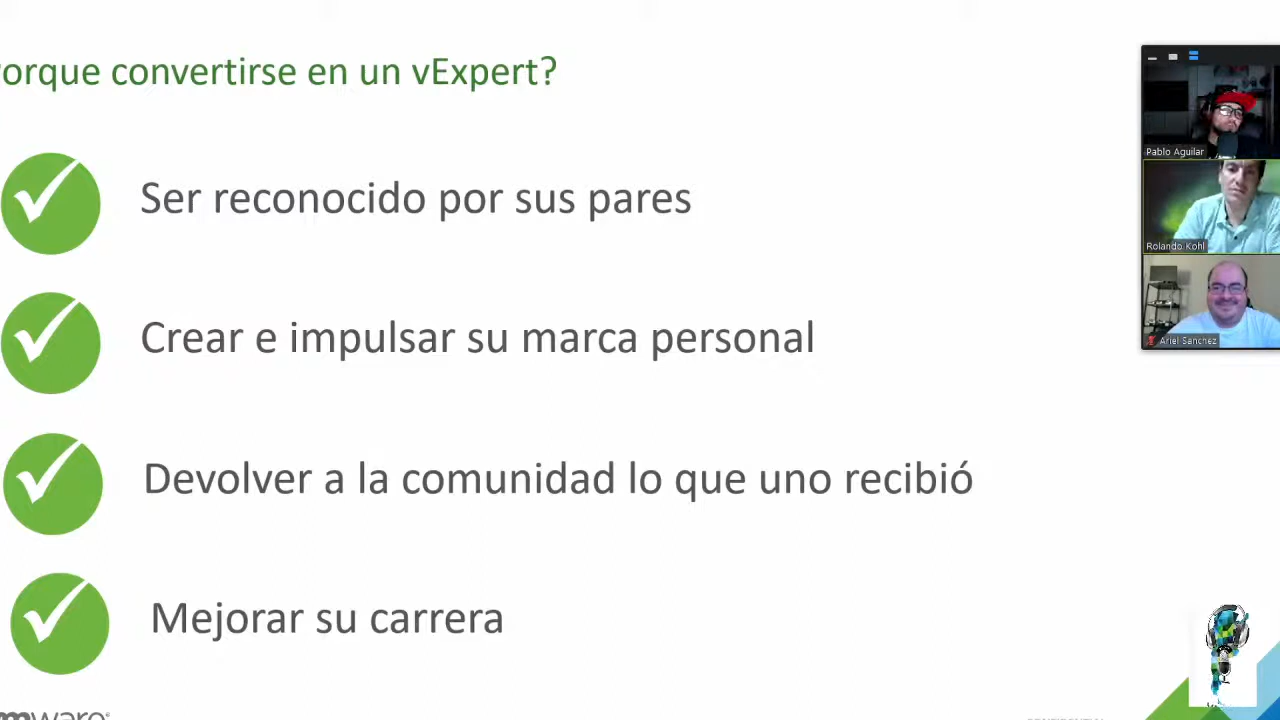 orque convertirse en un vExpert?
Ser reconocido por sus pares
Crear e impulsar su marca personal
Devolver a la comunidad lo que uno recibió
Mejorar su carrera
Pablo Aguilar
Rolando Kohl
Ariel Sanchez
mware®